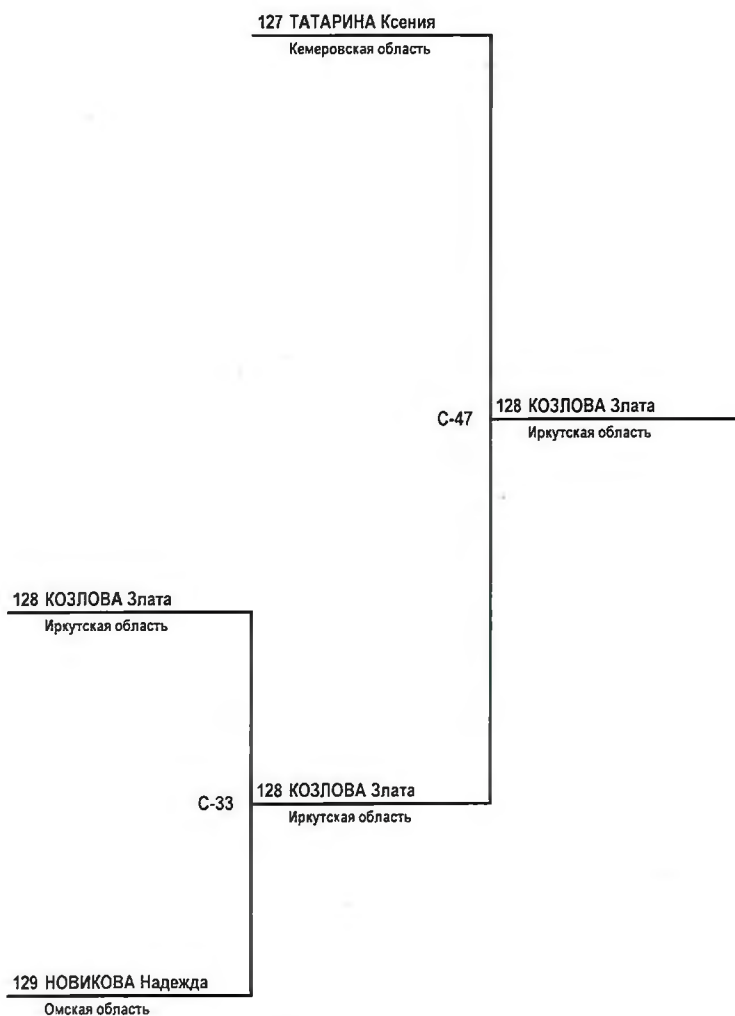 127 ТАТАРИНА Ксения
Кемеровская область
С-47
128 КОЗЛОВА Злата
Иркутская область
128 КОЗЛОВА Злата
Иркутская область
С-33
128 КОЗЛОВА Злата
Иркутская область
129 НОВИКОВА Надежда
Омская область